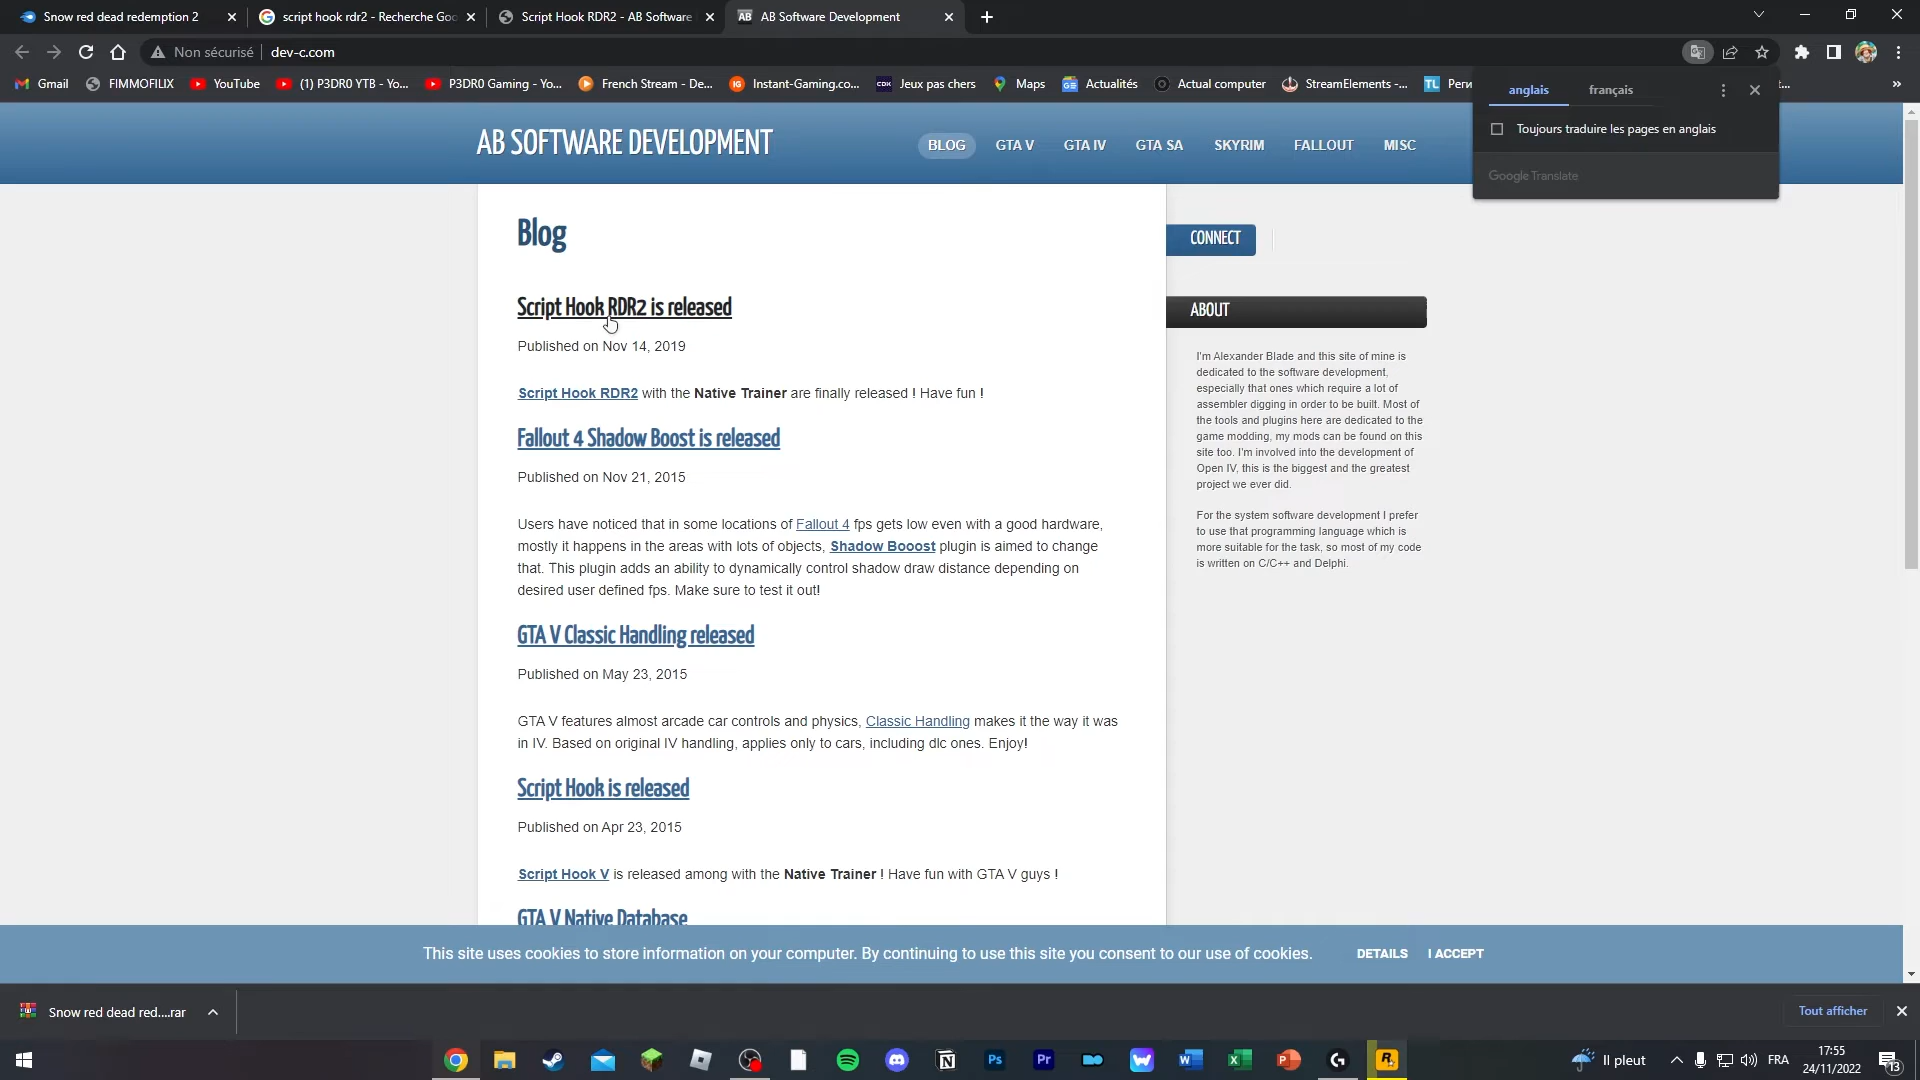 Snow red dead redemption 2
script hook rdr2 - Recherche Goo
Script Hook RDR2 - AB Software
AB AB Software Development
Non sécurisé dev-c.com
Gmail FIMMOFILIX YouTube (1) P3DR0 YTB - Yo... P3DR0 Gaming - Yo... French Stream - De... Instant-Gaming.co... Jeux pas chers Maps Actualités Actual computer StreamElements -... »
anglais français
Toujours traduire les pages en anglais
Google Translate
AB SOFTWARE DEVELOPMENT
BLOG GTA V GTA IV GTA SA SKYRIM FALLOUT MISC
Blog
Script Hook RDR2 is released
Published on Nov 14, 2019
Script Hook RDR2 with the Native Trainer are finally released ! Have fun !
Fallout 4 Shadow Boost is released
Published on Nov 21, 2015
Users have noticed that in some locations of Fallout 4 fps gets low even with a good hardware,
mostly it happens in the areas with lots of objects, Shadow Booost plugin is aimed to change
that. This plugin adds an ability to dynamically control shadow draw distance depending on
desired user defined fps. Make sure to test it out!
GTA V Classic Handling released
Published on May 23, 2015
GTA V features almost arcade car controls and physics, Classic Handling makes it the way it was
in IV. Based on original IV handling, applies only to cars, including dlc ones. Enjoy!
Script Hook is released
Published on Apr 23, 2015
Script Hook V is released among with the Native Trainer ! Have fun with GTA V guys !
GTA V Native Database
CONNECT
ABOUT
I'm Alexander Blade and this site of mine is
dedicated to the software development,
especially that ones which require a lot of
assembler digging in order to be built. Most of
the tools and plugins here are dedicated to the
game modding, my mods can be found on this
site too. I'm involved into the development of
Open IV, this is the biggest and the greatest
project we ever did.
For the system software development I prefer
to use that programming language which is
more suitable for the task, so most of my code
is written on C/C++ and Delphi.
This site uses cookies to store information on your computer. By continuing to use this site you consent to our use of cookies. DETAILS I ACCEPT
Snow red dead red....rar
Tout afficher
Ps Pr
Il pleut FRA
17:55
24/11/2022
13